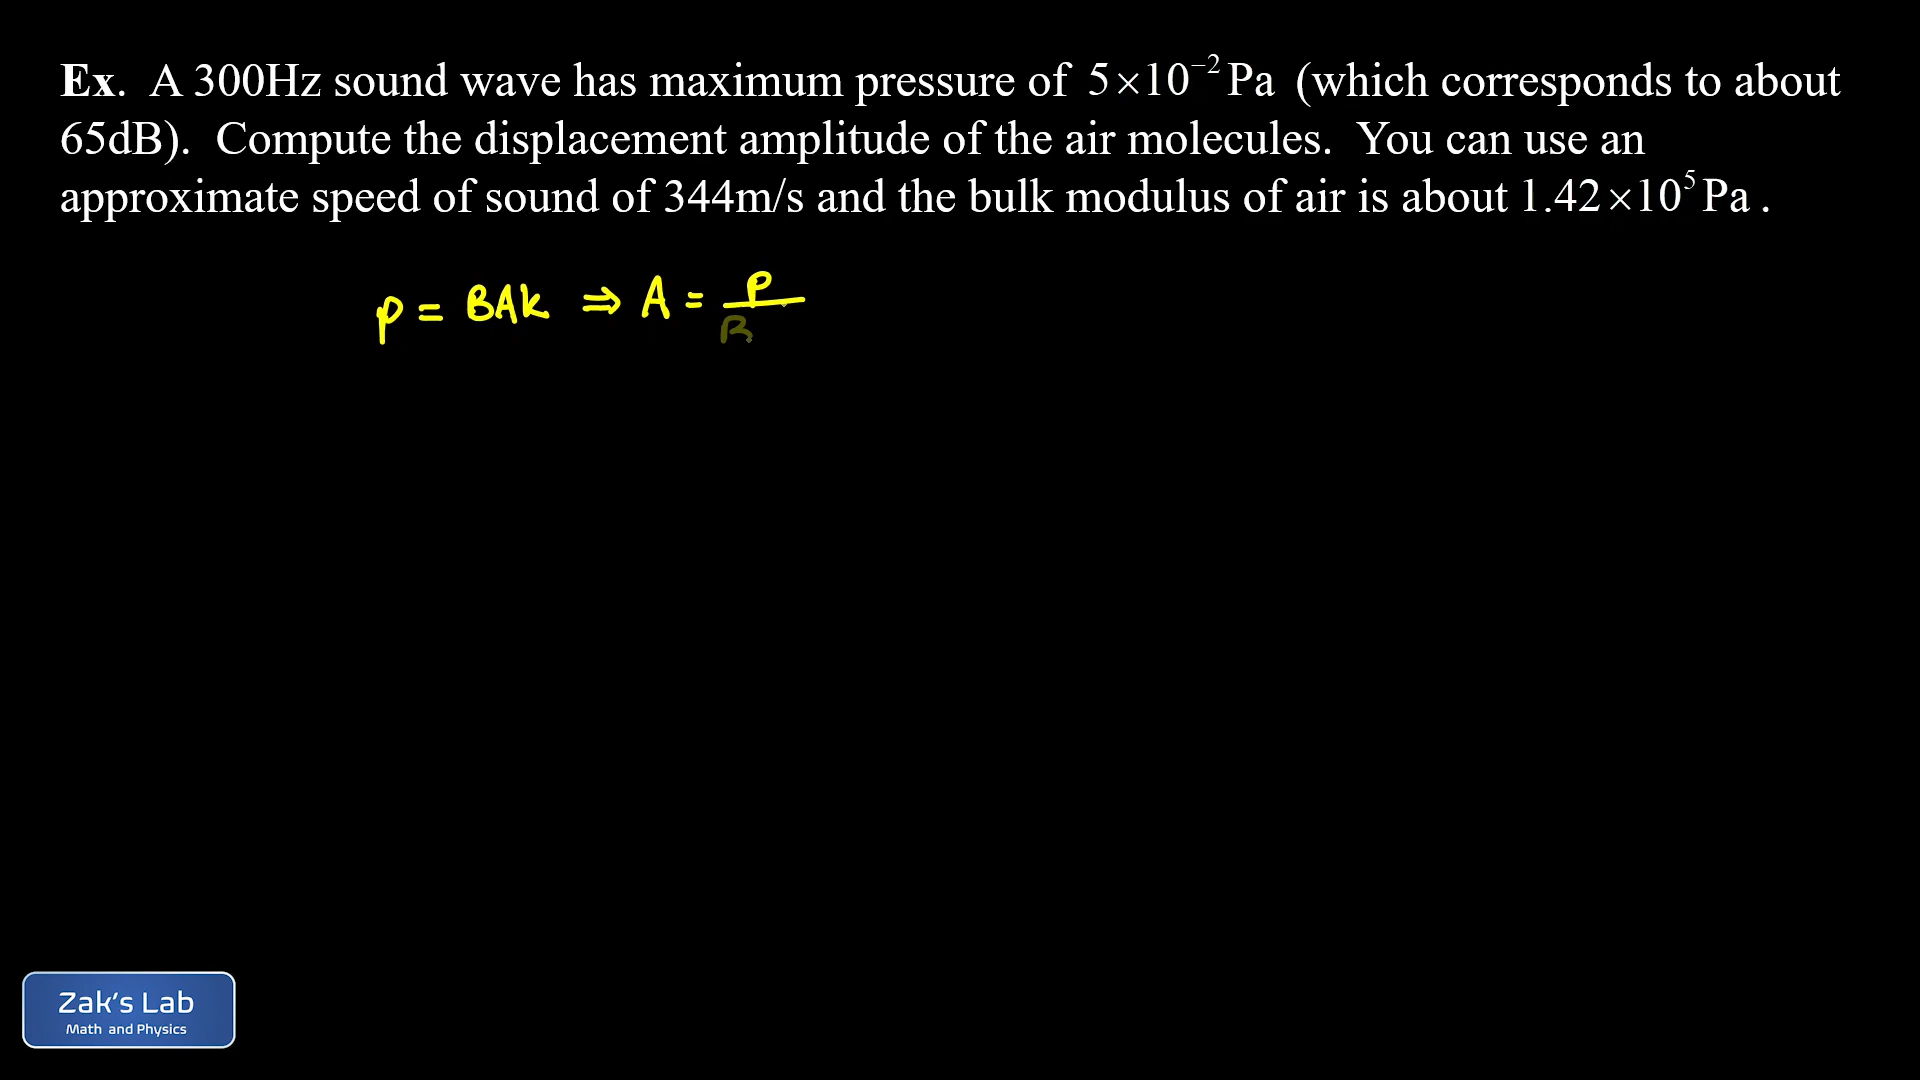 Ex. A 300Hz sound wave has maximum pressure of 5×10⁻² Pa (which corresponds to about
65dB). Compute the displacement amplitude of the air molecules. You can use an
approximate speed of sound of 344m/s and the bulk modulus of air is about 1.42×10⁵ Pa.
p = BAk ⇒ A = p/B
Zak's Lab
Math and Physics